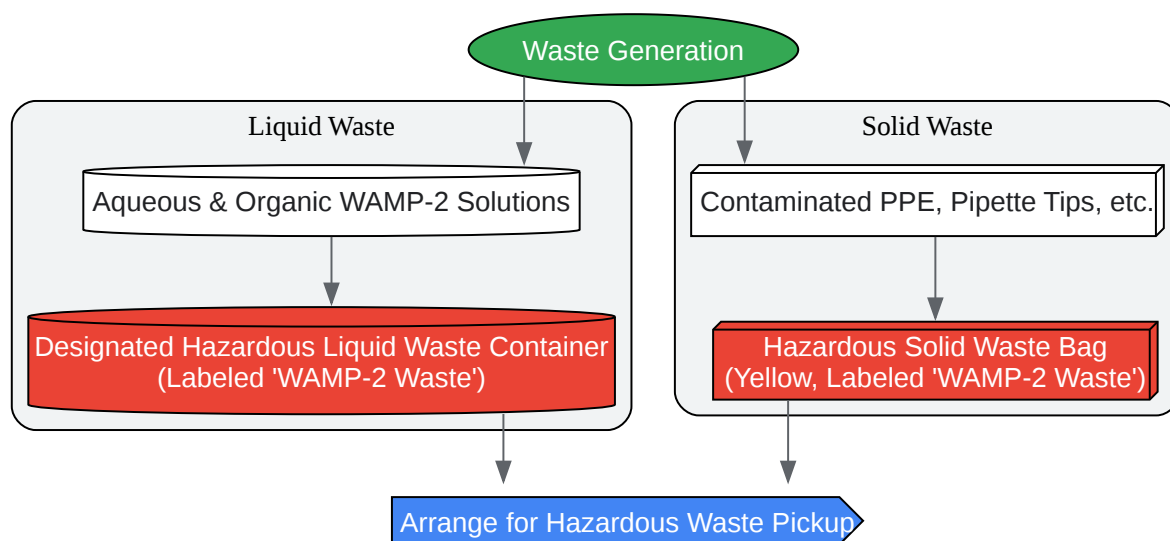 Waste Generation
Liquid Waste
Aqueous & Organic WAMP-2 Solutions
Designated Hazardous Liquid Waste Container
(Labeled 'WAMP-2 Waste')
Solid Waste
Contaminated PPE, Pipette Tips, etc.
Hazardous Solid Waste Bag
(Yellow, Labeled 'WAMP-2 Waste')
Arrange for Hazardous Waste Pickup